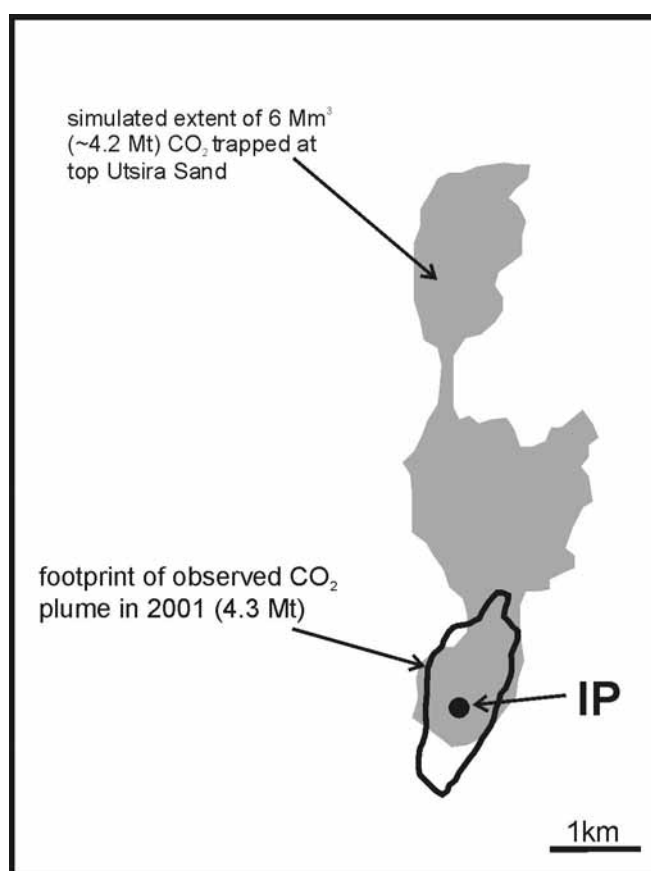 simulated extent of 6 Mm³
(~4.2 Mt) CO₂ trapped at
top Utsira Sand
footprint of observed CO₂
plume in 2001 (4.3 Mt)
IP
1km